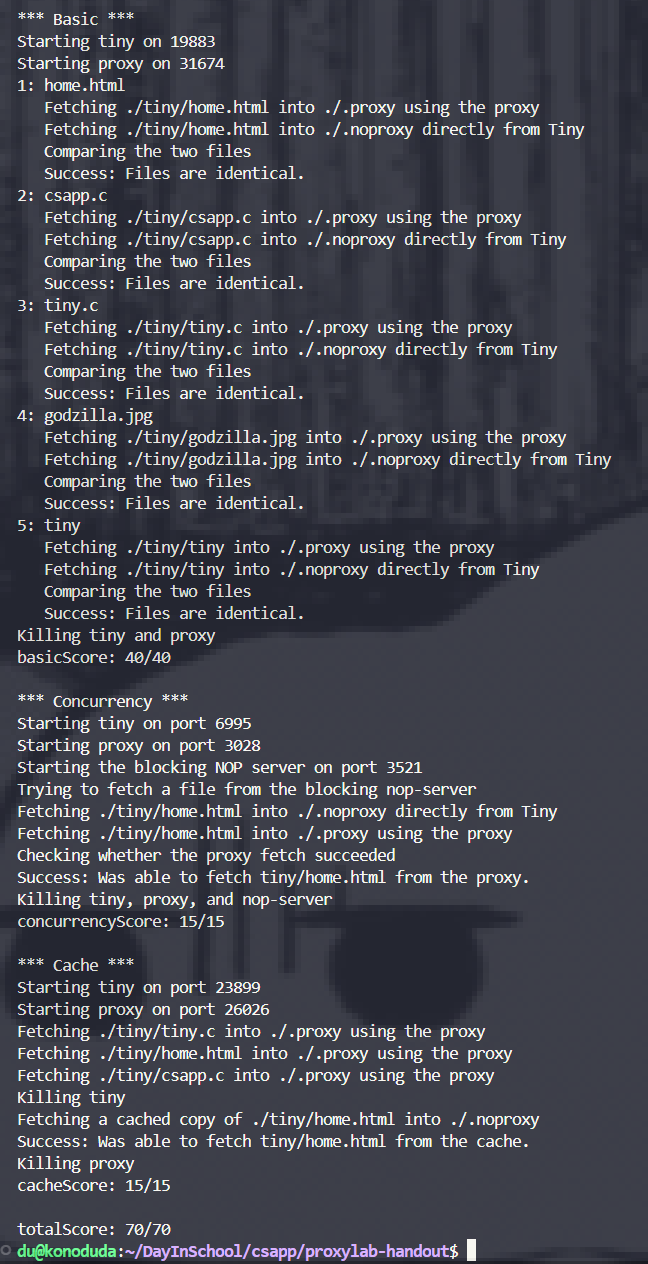 *** Basic ***
Starting tiny on 19883
Starting proxy on 31674
1: home.html
   Fetching ./tiny/home.html into ./.proxy using the proxy
   Fetching ./tiny/home.html into ./.noproxy directly from Tiny
   Comparing the two files
   Success: Files are identical.
2: csapp.c
   Fetching ./tiny/csapp.c into ./.proxy using the proxy
   Fetching ./tiny/csapp.c into ./.noproxy directly from Tiny
   Comparing the two files
   Success: Files are identical.
3: tiny.c
   Fetching ./tiny/tiny.c into ./.proxy using the proxy
   Fetching ./tiny/tiny.c into ./.noproxy directly from Tiny
   Comparing the two files
   Success: Files are identical.
4: godzilla.jpg
   Fetching ./tiny/godzilla.jpg into ./.proxy using the proxy
   Fetching ./tiny/godzilla.jpg into ./.noproxy directly from Tiny
   Comparing the two files
   Success: Files are identical.
5: tiny
   Fetching ./tiny/tiny into ./.proxy using the proxy
   Fetching ./tiny/tiny into ./.noproxy directly from Tiny
   Comparing the two files
   Success: Files are identical.
Killing tiny and proxy
basicScore: 40/40

*** Concurrency ***
Starting tiny on port 6995
Starting proxy on port 3028
Starting the blocking NOP server on port 3521
Trying to fetch a file from the blocking nop-server
Fetching ./tiny/home.html into ./.noproxy directly from Tiny
Fetching ./tiny/home.html into ./.proxy using the proxy
Checking whether the proxy fetch succeeded
Success: Was able to fetch tiny/home.html from the proxy.
Killing tiny, proxy, and nop-server
concurrencyScore: 15/15

*** Cache ***
Starting tiny on port 23899
Starting proxy on port 26026
Fetching ./tiny/tiny.c into ./.proxy using the proxy
Fetching ./tiny/home.html into ./.proxy using the proxy
Fetching ./tiny/csapp.c into ./.proxy using the proxy
Killing tiny
Fetching a cached copy of ./tiny/home.html into ./.noproxy
Success: Was able to fetch tiny/home.html from the cache.
Killing proxy
cacheScore: 15/15

totalScore: 70/70
du@konoduda:~/DayInSchool/csapp/proxylab-handout$